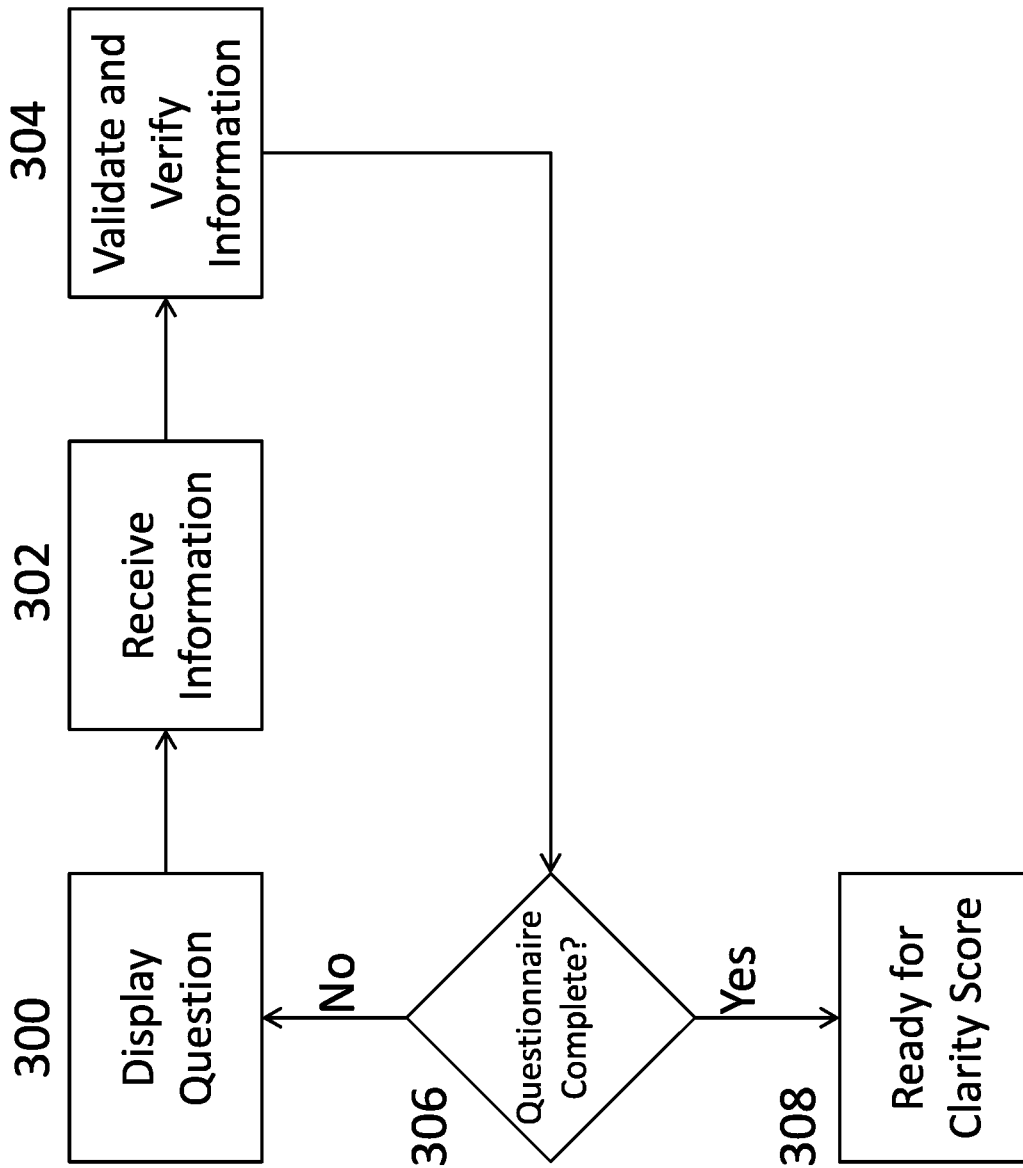 300
Display
Question
302
Receive
Information
304
Validate and
Verify
Information
306
Questionnaire
Complete?
No
Yes
308
Ready for
Clarity Score